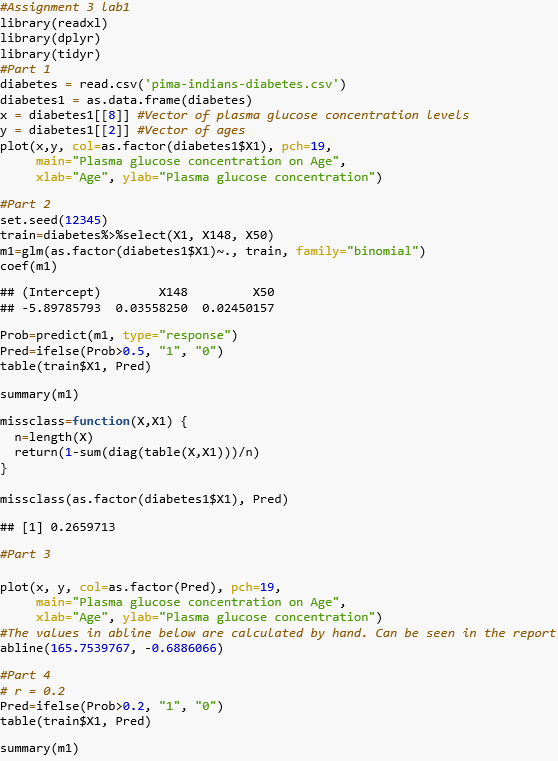 #Assignment 3 lab1
library(readxl)
library(dplyr)
library(tidyr)
#Part 1
diabetes = read.csv('pima-indians-diabetes.csv')
diabetes1 = as.data.frame(diabetes)
x = diabetes1[[8]] #Vector of plasma glucose concentration levels
y = diabetes1[[2]] #Vector of ages
plot(x,y, col=as.factor(diabetes1$X1), pch=19,
     main="Plasma glucose concentration on Age",
     xlab="Age", ylab="Plasma glucose concentration")
#Part 2
set.seed(12345)
train=diabetes%>%select(X1, X148, X50)
m1=glm(as.factor(diabetes1$X1)~., train, family="binomial")
coef(m1)
## (Intercept)        X148         X50
## -5.89785793  0.03558250  0.02450157
Prob=predict(m1, type="response")
Pred=ifelse(Prob>0.5, "1", "0")
table(train$X1, Pred)
summary(m1)
missclass=function(X,X1) {
  n=length(X)
  return(1-sum(diag(table(X,X1)))/n)
}
missclass(as.factor(diabetes1$X1), Pred)
## [1] 0.2659713
#Part 3
plot(x, y, col=as.factor(Pred), pch=19,
     main="Plasma glucose concentration on Age",
     xlab="Age", ylab="Plasma glucose concentration")
#The values in abline below are calculated by hand. Can be seen in the report
abline(165.7539767, -0.6886066)
#Part 4
# r = 0.2
Pred=ifelse(Prob>0.2, "1", "0")
table(train$X1, Pred)
summary(m1)